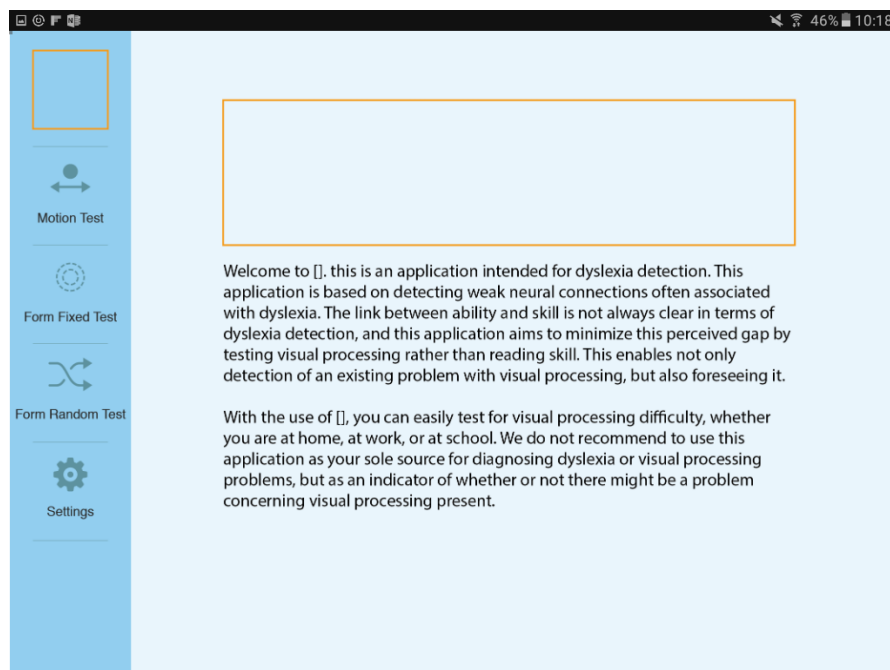 46% 10:18
Motion Test
Form Fixed Test
Form Random Test
Settings
Welcome to []. this is an application intended for dyslexia detection. This
application is based on detecting weak neural connections often associated
with dyslexia. The link between ability and skill is not always clear in terms of
dyslexia detection, and this application aims to minimize this perceived gap by
testing visual processing rather than reading skill. This enables not only
detection of an existing problem with visual processing, but also foreseeing it.
With the use of [], you can easily test for visual processing difficulty, whether
you are at home, at work, or at school. We do not recommend to use this
application as your sole source for diagnosing dyslexia or visual processing
problems, but as an indicator of whether or not there might be a problem
concerning visual processing present.